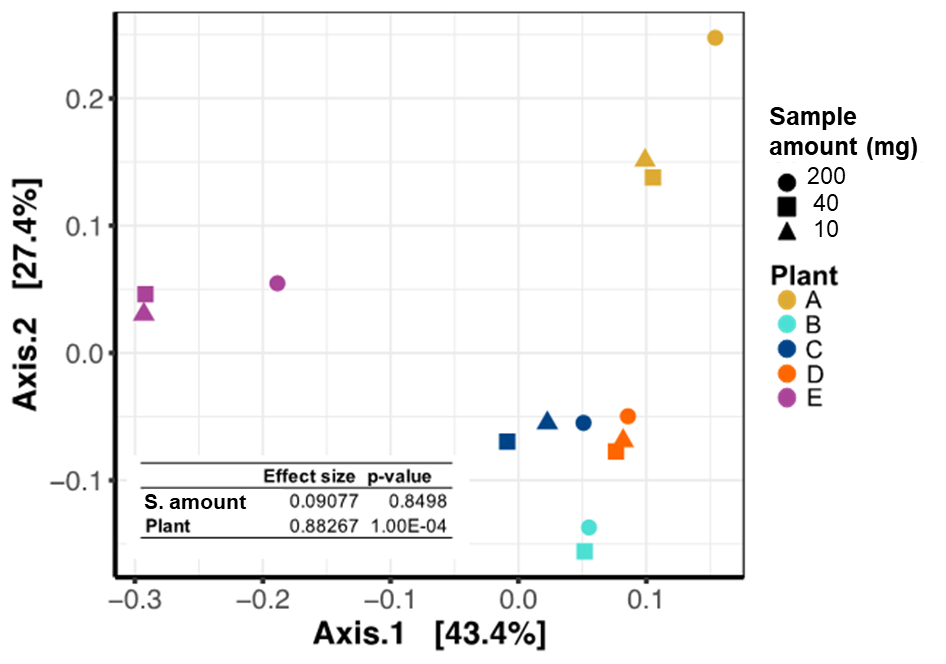 0.2
0.1
0.0
−0.1
Axis.2 [27.4%]
−0.3 −0.2 −0.1 0.0 0.1
Axis.1 [43.4%]
Effect size p-value
S. amount 0.09077 0.8498
Plant 0.88267 1.00E-04
Sample
amount (mg)
200
40
10
Plant
A
B
C
D
E